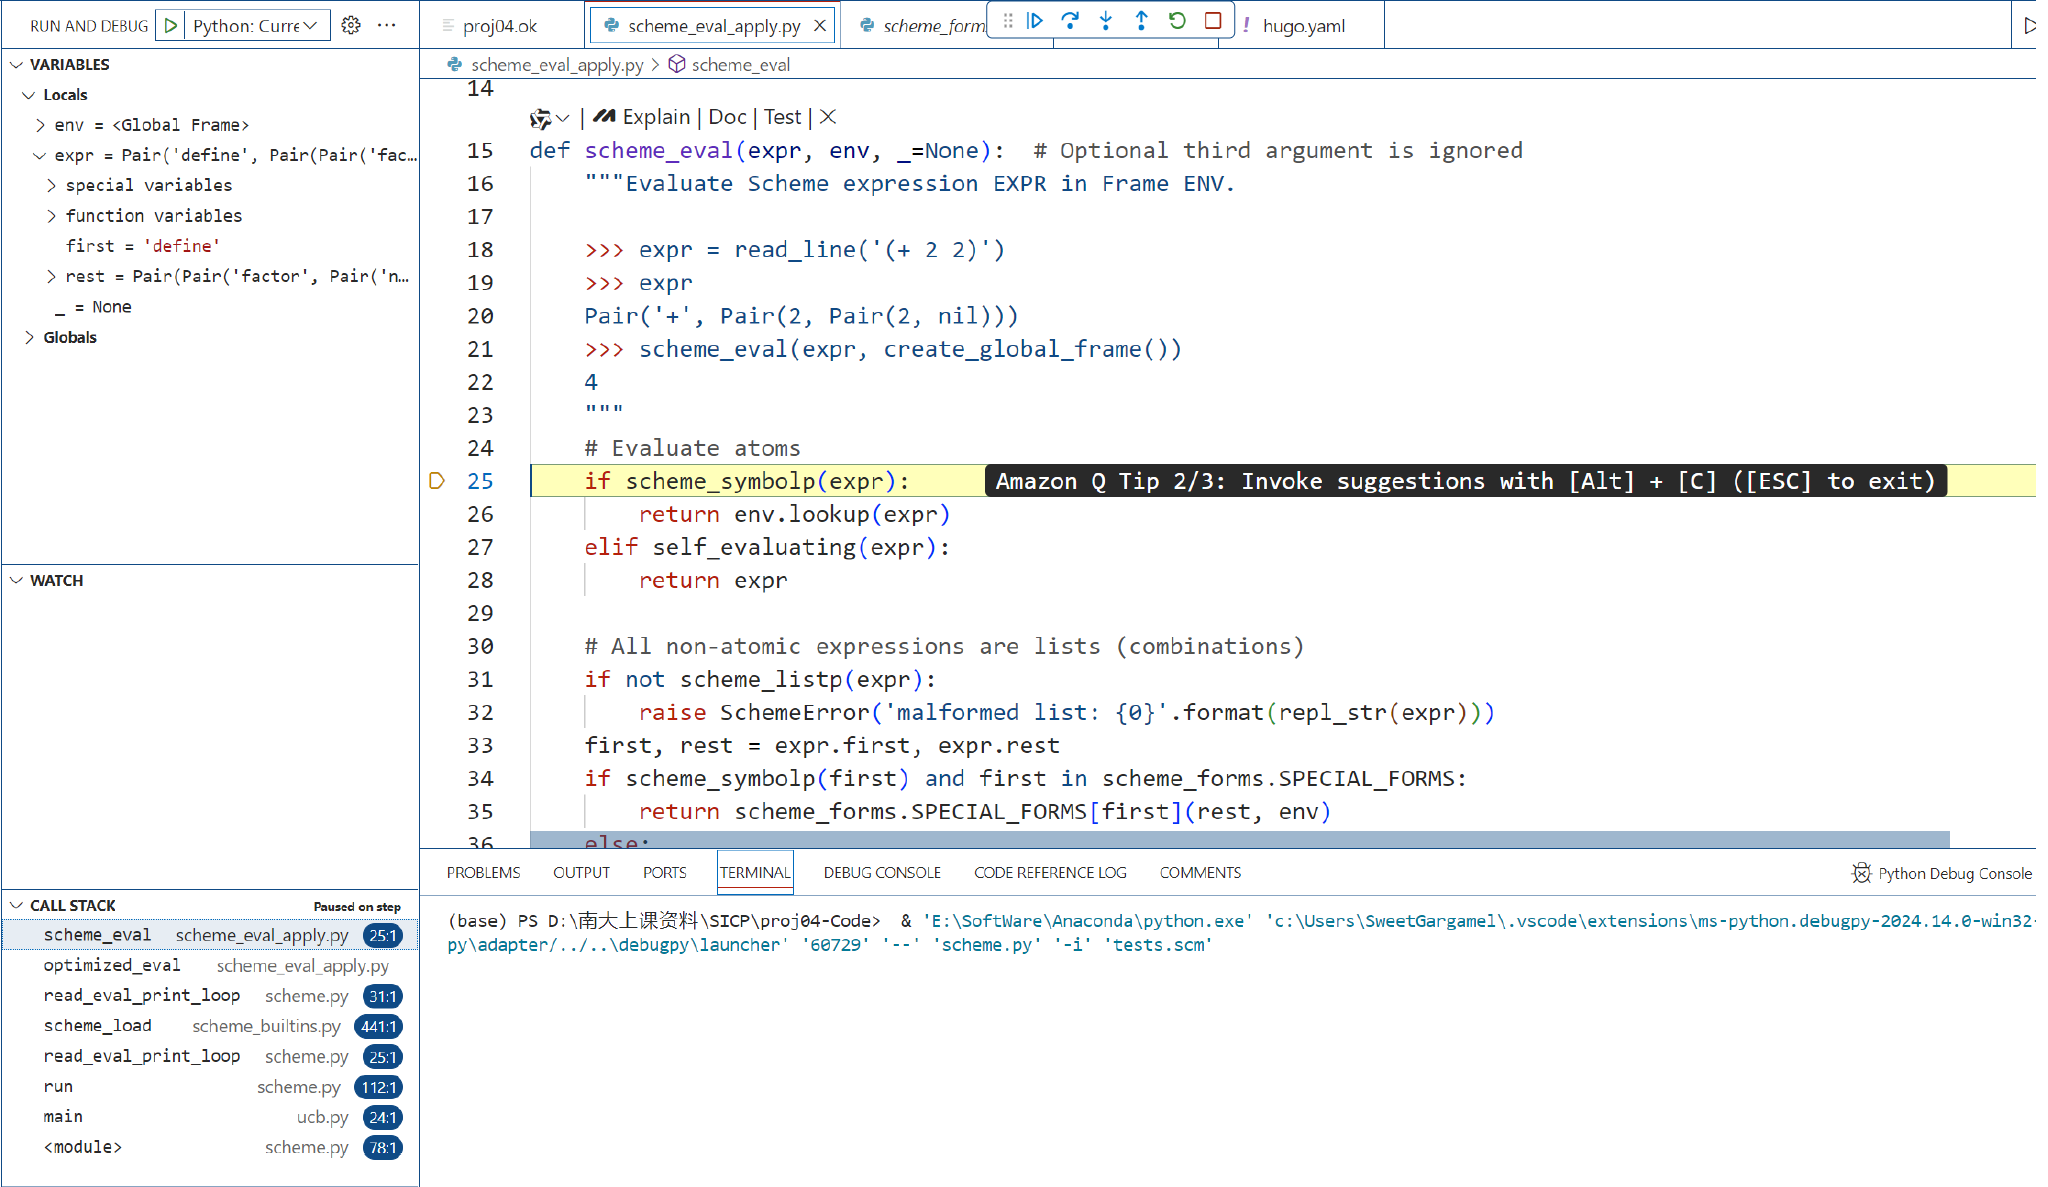 RUN AND DEBUG Python: Curre ···
proj04.ok scheme_eval_apply.py scheme_form hugo.yaml
scheme_eval_apply.py > scheme_eval
VARIABLES
Locals
env = <Global Frame>
expr = Pair('define', Pair(Pair('fac...
special variables
function variables
first = 'define'
rest = Pair(Pair('factor', Pair('n...
_ = None
Globals
WATCH
CALL STACK Paused on step
scheme_eval scheme_eval_apply.py 25:1
optimized_eval scheme_eval_apply.py
read_eval_print_loop scheme.py 31:1
scheme_load scheme_builtins.py 441:1
read_eval_print_loop scheme.py 25:1
run scheme.py 112:1
main ucb.py 24:1
<module> scheme.py 78:1
14
Explain | Doc | Test | X
15 def scheme_eval(expr, env, _=None):  # Optional third argument is ignored
16 """Evaluate Scheme expression EXPR in Frame ENV.
17
18 >>> expr = read_line('(+ 2 2)')
19 >>> expr
20 Pair('+', Pair(2, Pair(2, nil)))
21 >>> scheme_eval(expr, create_global_frame())
22 4
23 """
24 # Evaluate atoms
25 if scheme_symbolp(expr): Amazon Q Tip 2/3: Invoke suggestions with [Alt] + [C] ([ESC] to exit)
26 return env.lookup(expr)
27 elif self_evaluating(expr):
28 return expr
29
30 # All non-atomic expressions are lists (combinations)
31 if not scheme_listp(expr):
32 raise SchemeError('malformed list: {0}'.format(repl_str(expr)))
33 first, rest = expr.first, expr.rest
34 if scheme_symbolp(first) and first in scheme_forms.SPECIAL_FORMS:
35 return scheme_forms.SPECIAL_FORMS[first](rest, env)
36 else:
PROBLEMS OUTPUT PORTS TERMINAL DEBUG CONSOLE CODE REFERENCE LOG COMMENTS Python Debug Console
(base) PS D:\南大上课资料\SICP\proj04-Code>  & 'E:\SoftWare\Anaconda\python.exe' 'c:\Users\SweetGargamel\.vscode\extensions\ms-python.debugpy-2024.14.0-win32-
py\adapter/../..\debugpy\launcher' '60729' '--' 'scheme.py' '-i' 'tests.scm'